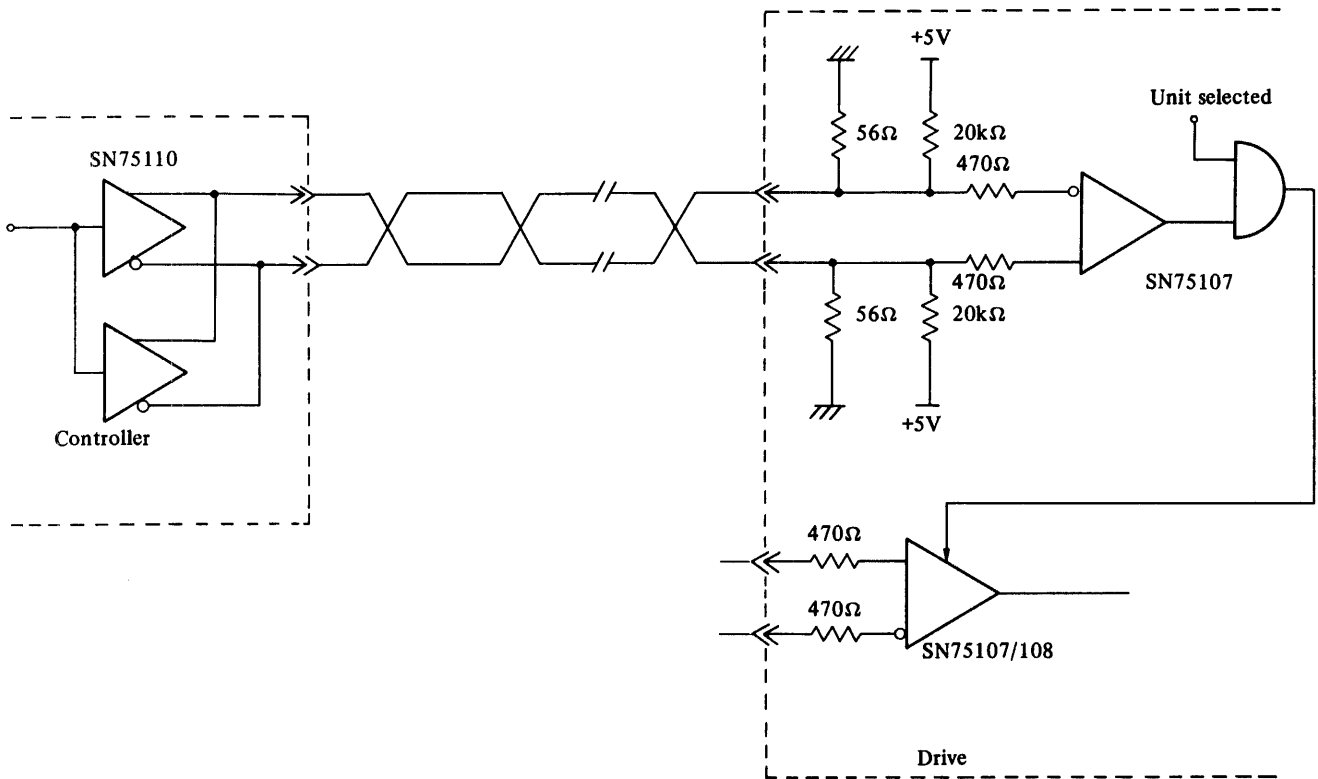 +5V
Unit selected
56Ω
20kΩ
470Ω
SN75110
SN75107
470Ω
56Ω
20kΩ
+5V
Controller
470Ω
470Ω
SN75107/108
Drive